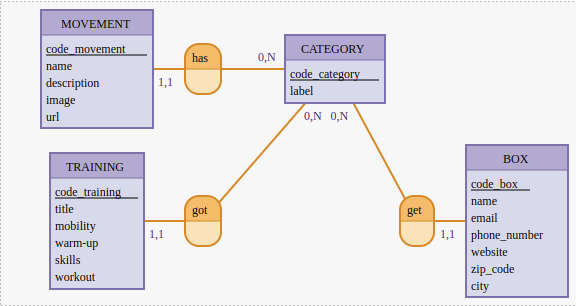 MOVEMENT
code_movement
name
description
image
url
has
1,1
0,N
CATEGORY
code_category
label
0,N 0,N
TRAINING
code_training
title
mobility
warm-up
skills
workout
1,1
got
get
1,1
BOX
code_box
name
email
phone_number
website
zip_code
city